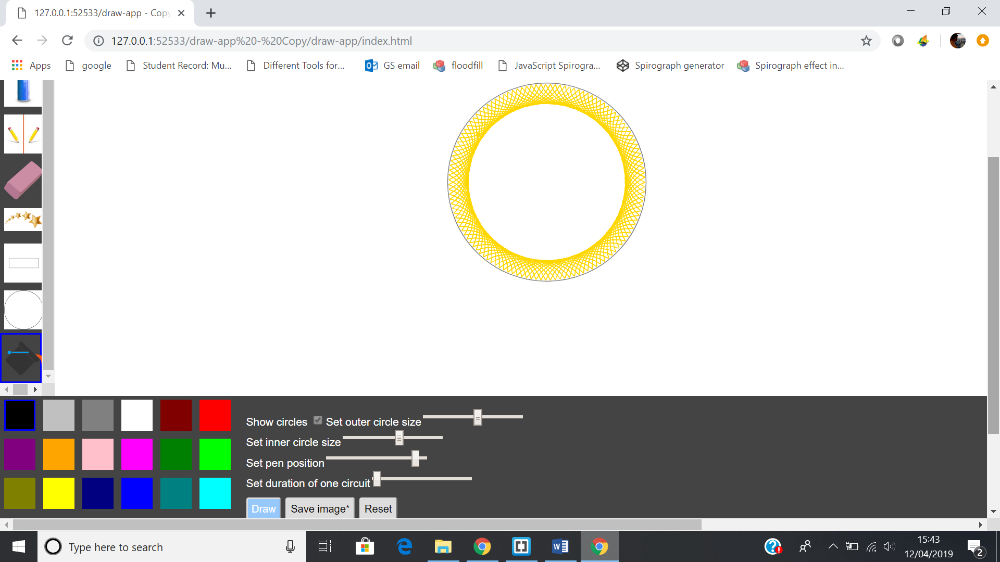 127.0.0.1:52533/draw-app - Copy
127.0.0.1:52533/draw-app%20-%20Copy/draw-app/index.html
Apps google Student Record: Mu... Different Tools for... GS email floodfill JavaScript Spirogra... Spirograph generator Spirograph effect in...
Show circles Set outer circle size
Set inner circle size
Set pen position
Set duration of one circuit
Draw Save image* Reset
Type here to search
15:43
12/04/2019
2